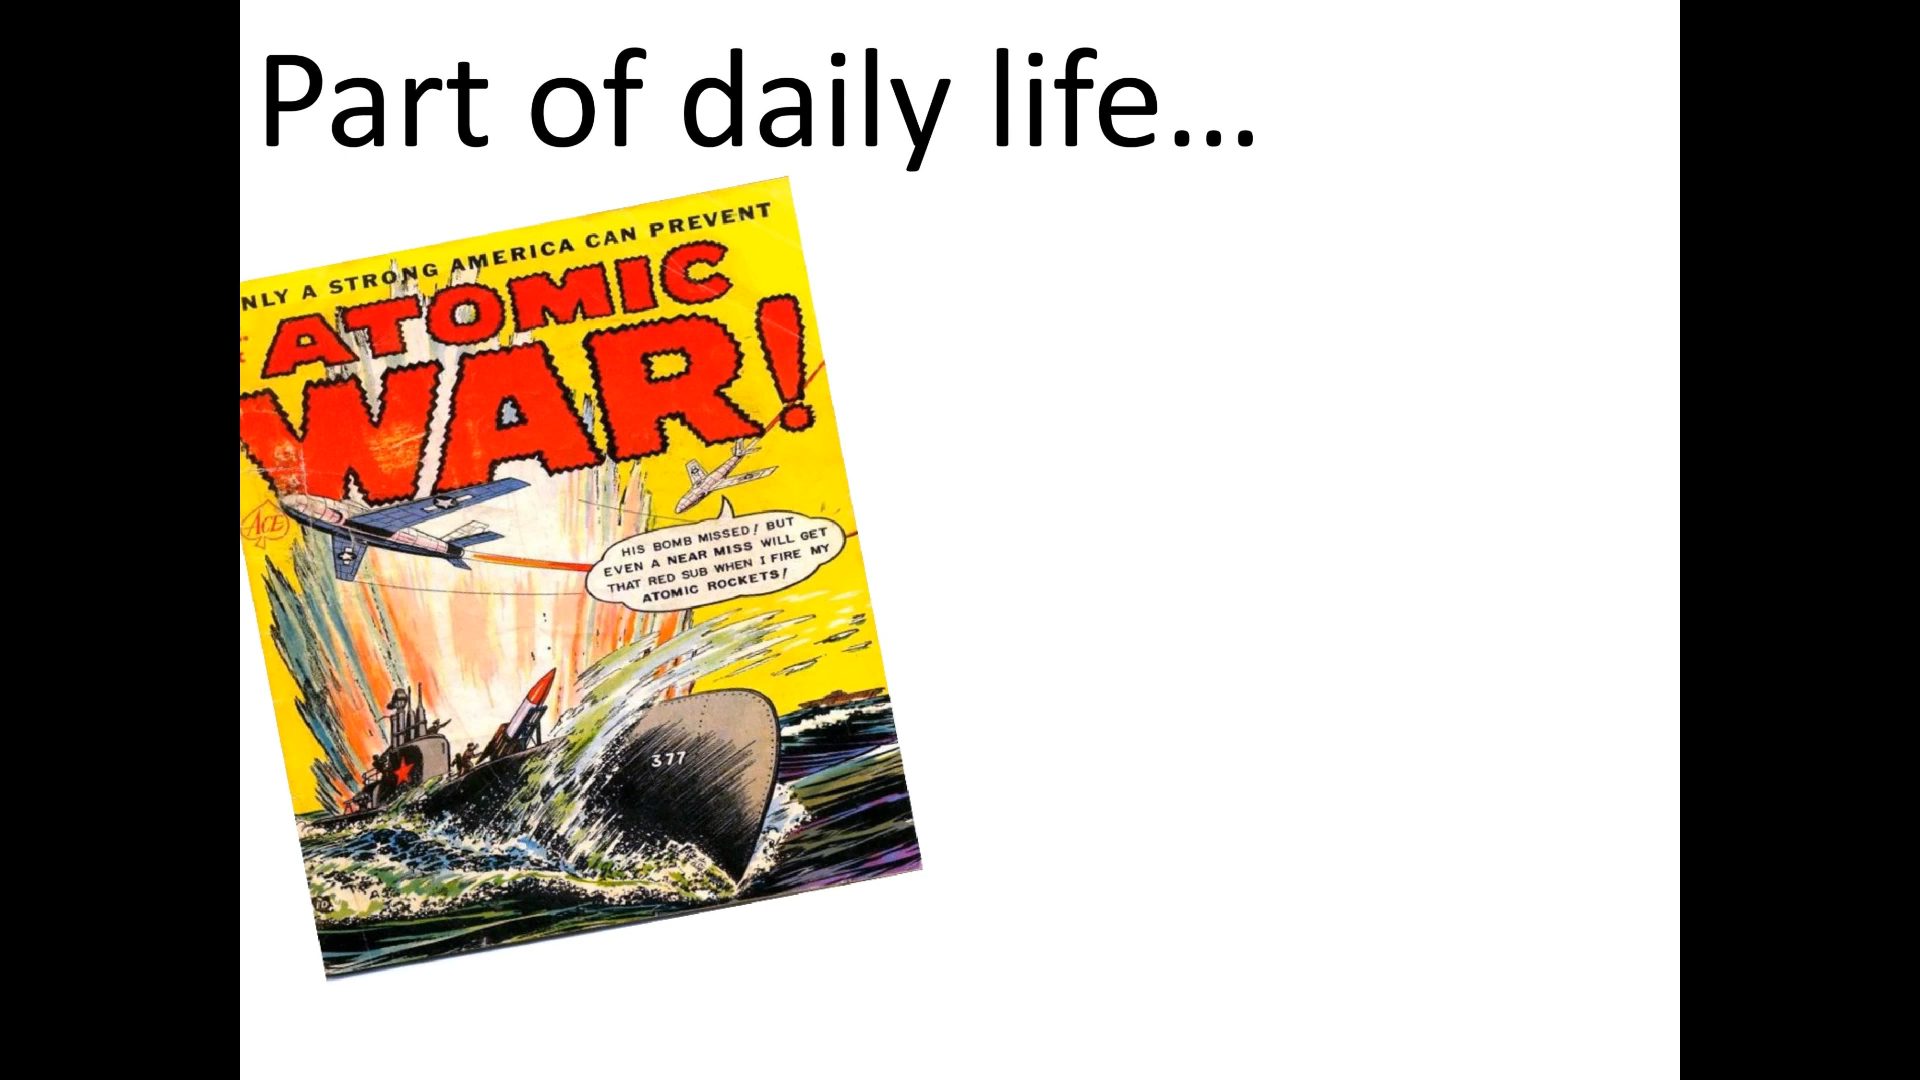 Part of daily life...
NLY A STRONG AMERICA CAN PREVENT
ATOMIC
WAR!
ACE
HIS BOMB MISSED! BUT
EVEN A NEAR MISS WILL GET
THAT RED SUB WHEN I FIRE MY
ATOMIC ROCKETS!
377